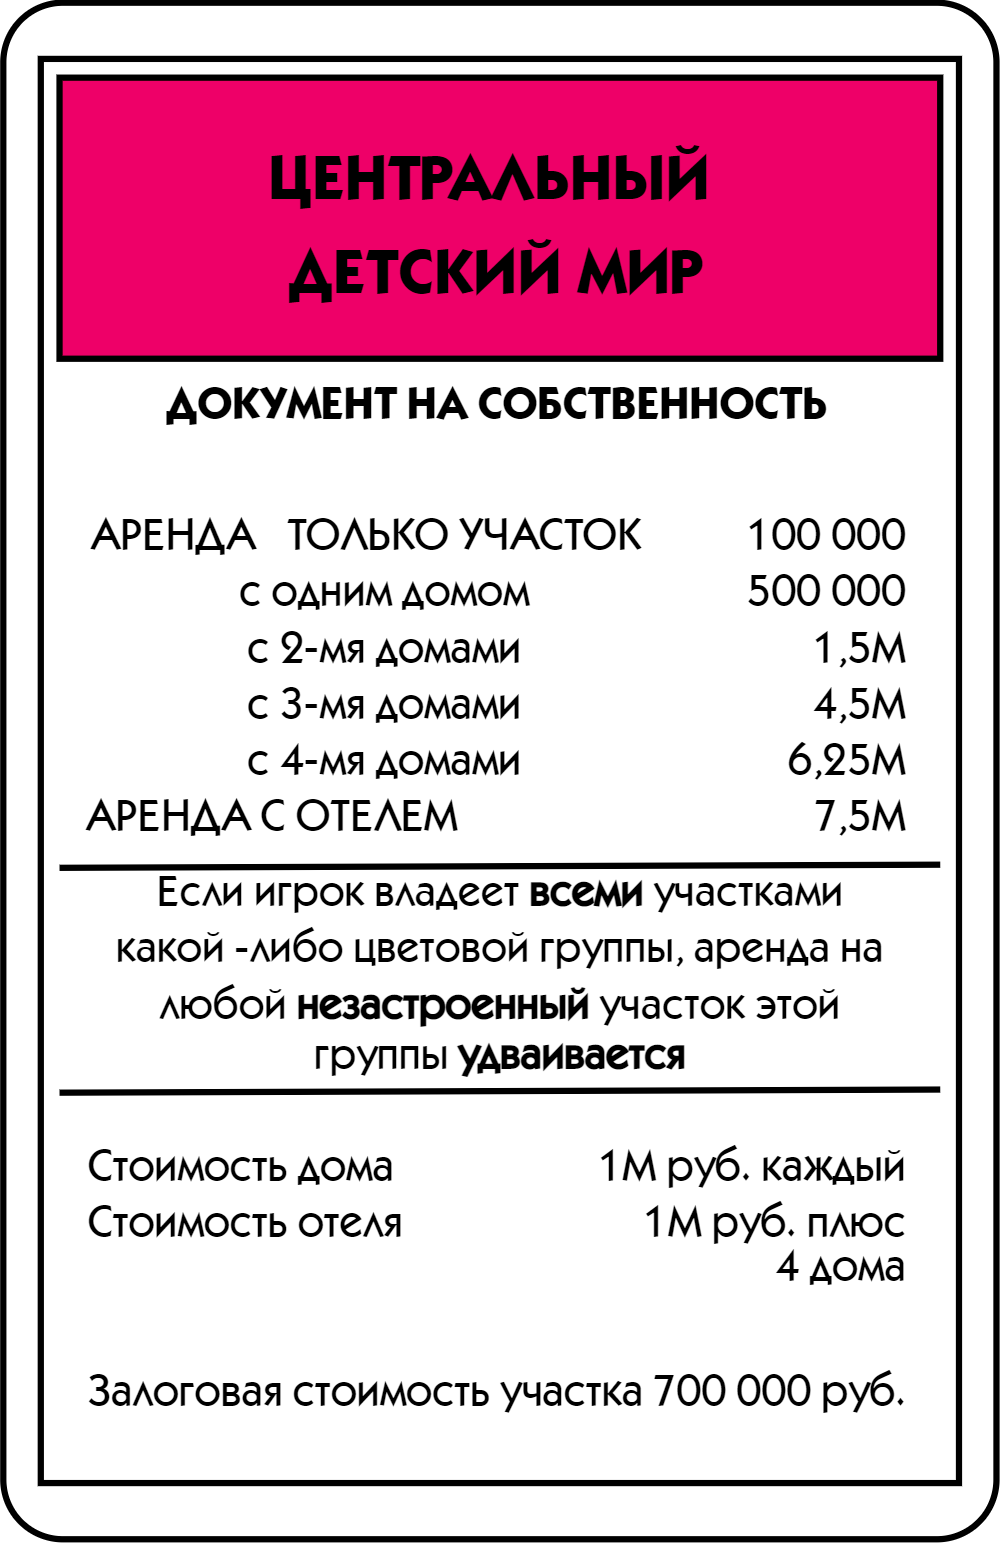 ЦЕНТРАЛЬНЫЙ
ДЕТСКИЙ МИР
ДОКУМЕНТ НА СОБСТВЕННОСТЬ
АРЕНДА ТОЛЬКО УЧАСТОК 100 000
с одним домом 500 000
с 2-мя домами 1,5М
с 3-мя домами 4,5М
с 4-мя домами 6,25М
АРЕНДА С ОТЕЛЕМ 7,5М
Если игрок владеет всеми участками
какой -либо цветовой группы, аренда на
любой незастроенный участок этой
группы удваивается
Стоимость дома 1М руб. каждый
Стоимость отеля 1М руб. плюс
4 дома
Залоговая стоимость участка 700 000 руб.